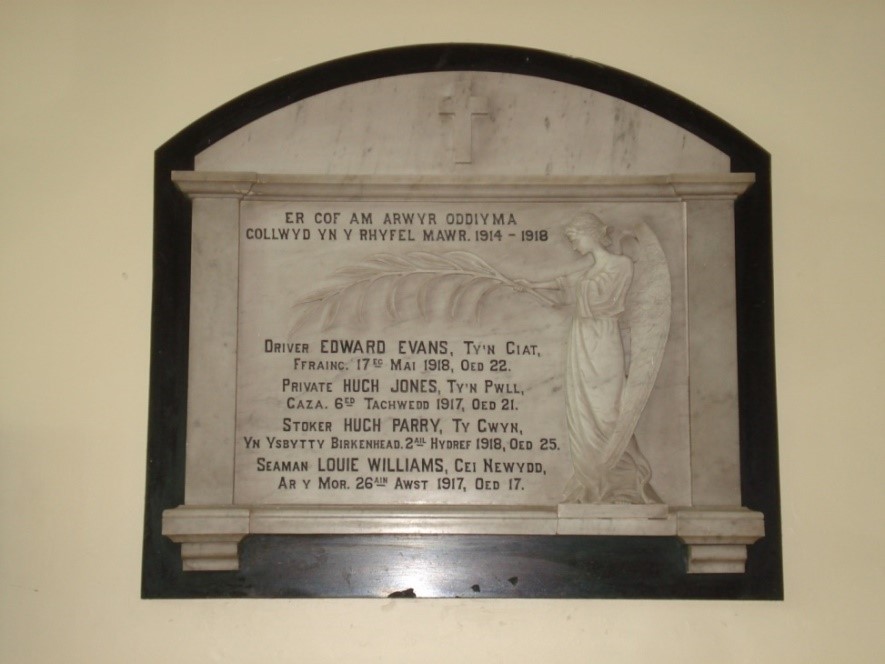 ER COF AM ARWYR ODDIYMA
COLLWYD YN Y RHYFEL MAWR. 1914 - 1918
DRIVER EDWARD EVANS, TY'N GIAT,
FFRAINC. 17EG MAI 1918, OED 22.
PRIVATE HUGH JONES, TY'N PWLL,
GAZA. 6ED TACHWEDD 1917, OED 21.
STOKER HUGH PARRY, TY GWYN,
YN YSBYTTY BIRKENHEAD. 2AIL HYDREF 1918, OED 25.
SEAMAN LOUIE WILLIAMS, CEI NEWYDD,
AR Y MOR. 26AIN AWST 1917, OED 17.